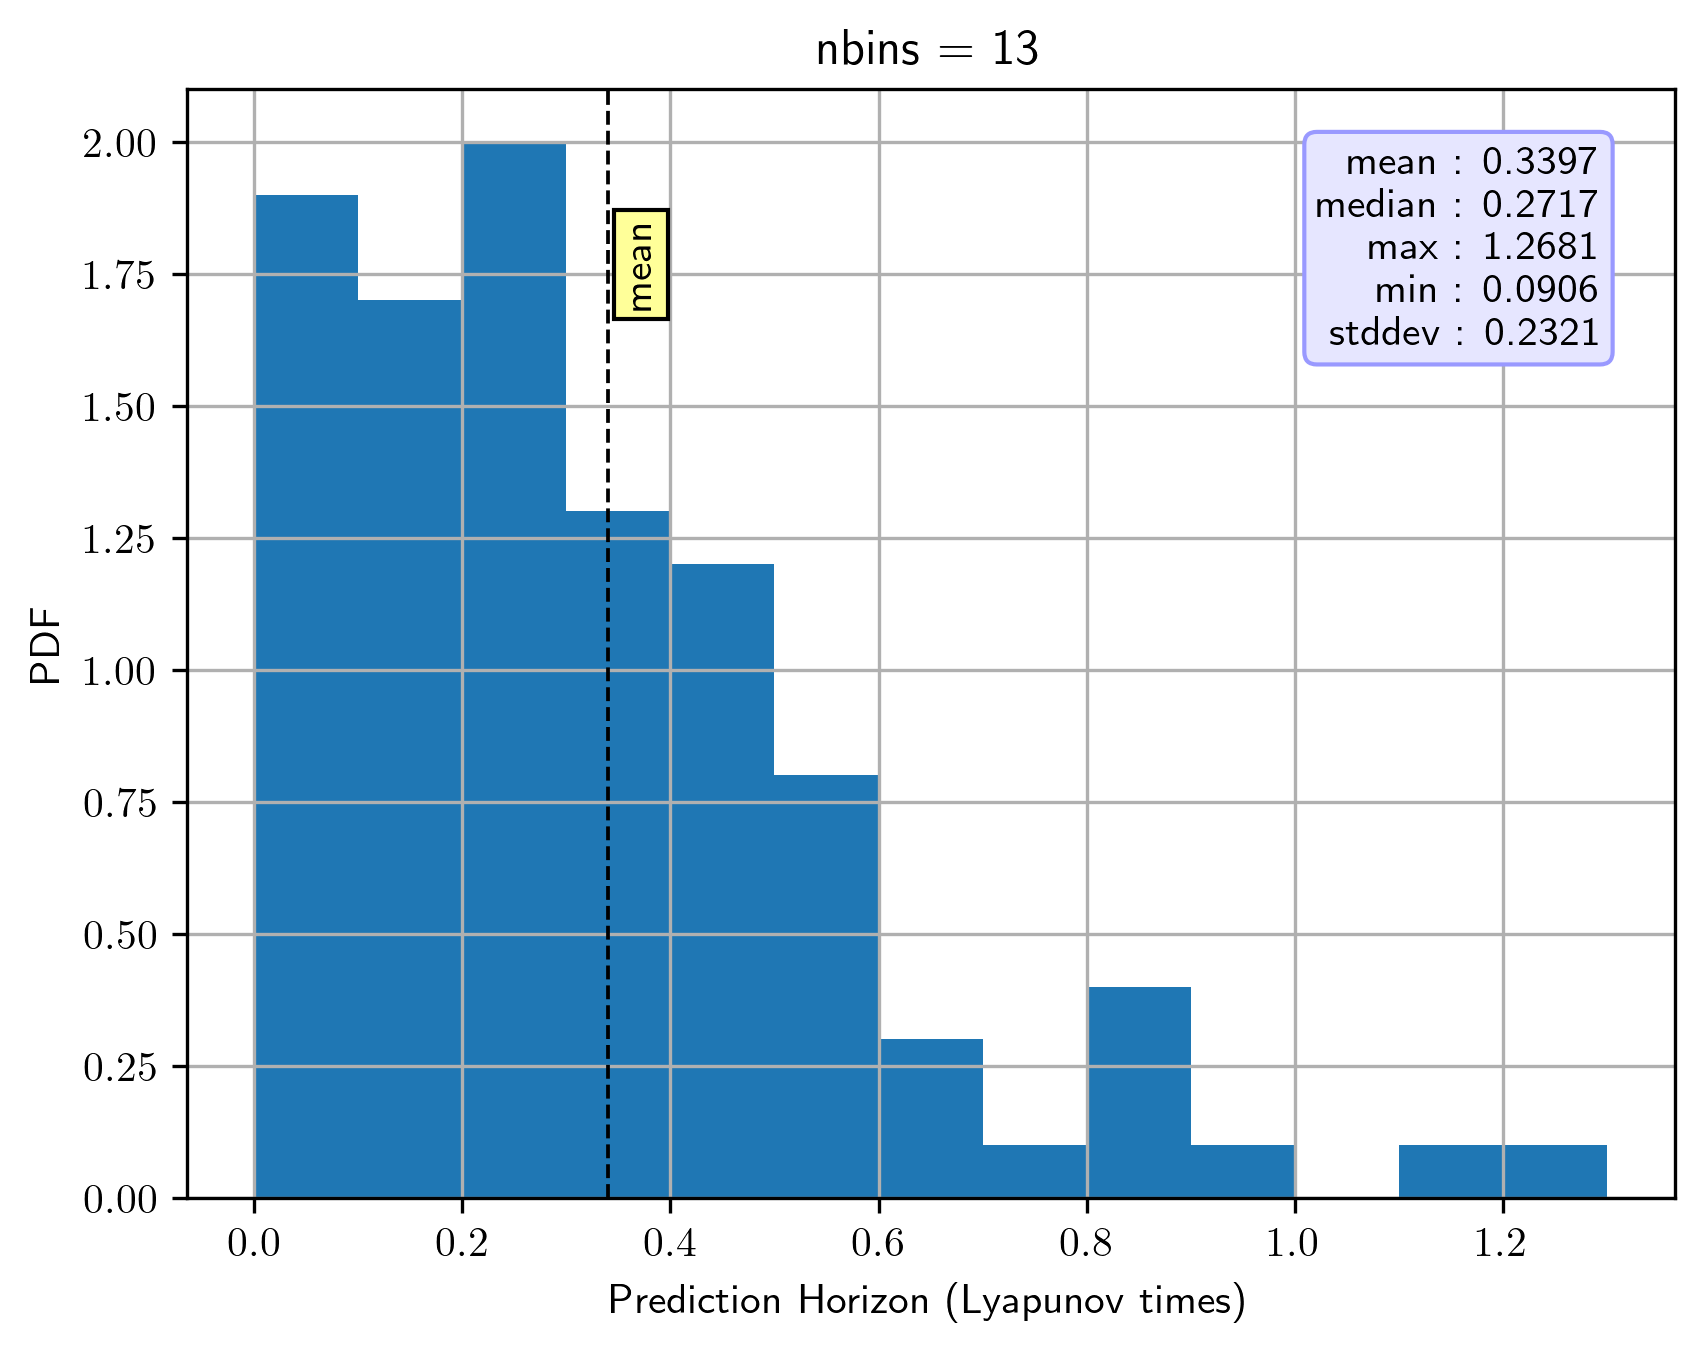 nbins = 13
mean : 0.3397
median : 0.2717
max : 1.2681
min : 0.0906
stddev : 0.2321
mean
PDF
2.00
1.75
1.50
1.25
1.00
0.75
0.50
0.25
0.00
0.0 0.2 0.4 0.6 0.8 1.0 1.2
Prediction Horizon (Lyapunov times)